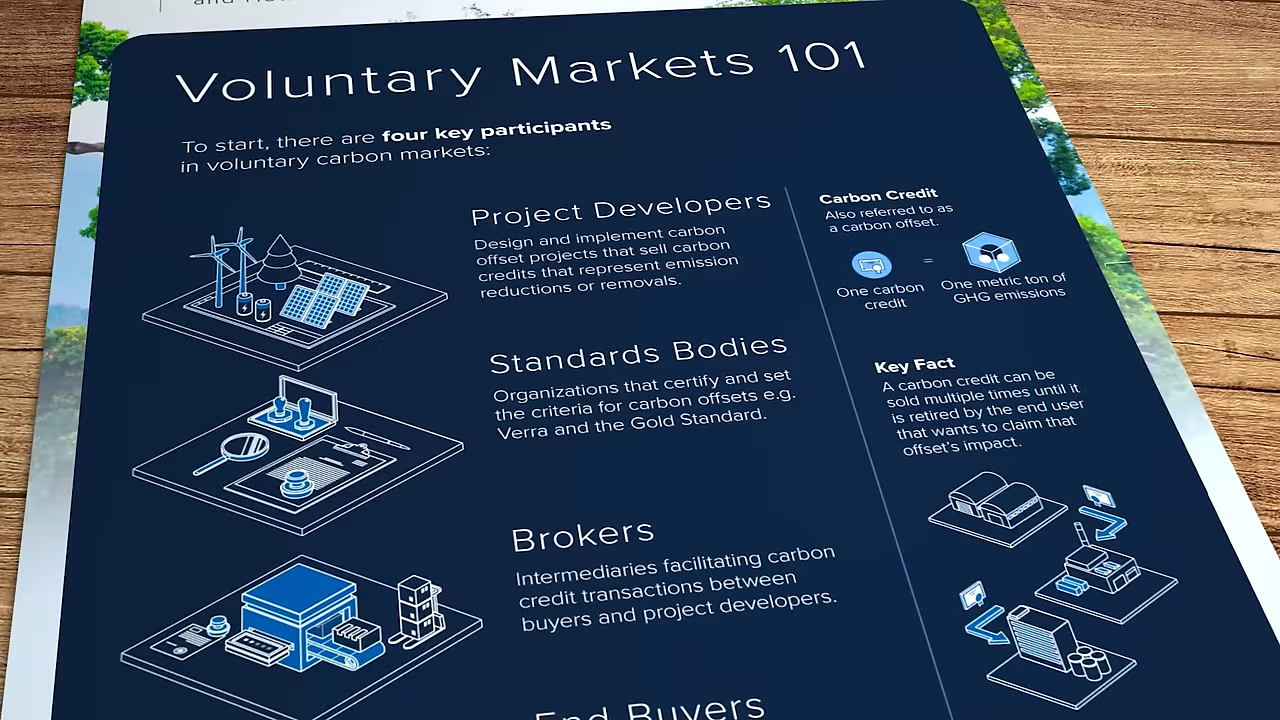 Voluntary Markets 101
To start, there are four key participants
in voluntary carbon markets:
Project Developers
Design and implement carbon
offset projects that sell carbon
credits that represent emission
reductions or removals.
Standards Bodies
Organizations that certify and set
the criteria for carbon offsets e.g.
Verra and the Gold Standard.
Brokers
Intermediaries facilitating carbon
credit transactions between
buyers and project developers.
End Buyers
Carbon Credit
Also referred to as
a carbon offset.
=
One carbon
credit
One metric ton of
GHG emissions
Key Fact
A carbon credit can be
sold multiple times until it
is retired by the end user
that wants to claim that
offset's impact.